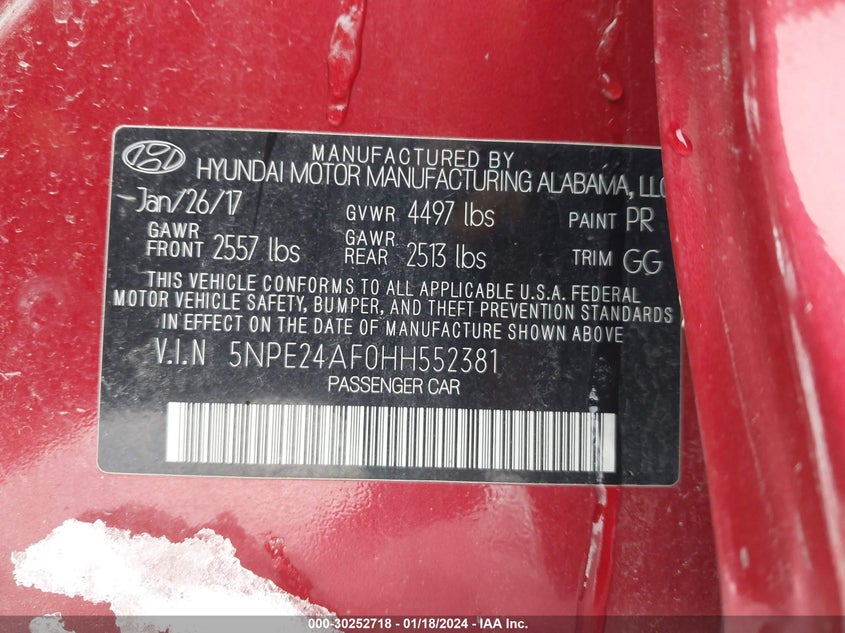 MANUFACTURED BY
HYUNDAI MOTOR MANUFACTURING ALABAMA, LLC
Jan/26/17 GVWR 4497 lbs PAINT PR
GAWR FRONT 2557 lbs GAWR REAR 2513 lbs TRIM GG
THIS VEHICLE CONFORMS TO ALL APPLICABLE U.S.A. FEDERAL
MOTOR VEHICLE SAFETY, BUMPER, AND THEFT PREVENTION STANDARDS
IN EFFECT ON THE DATE OF MANUFACTURE SHOWN ABOVE
V.I.N 5NPE24AF0HH552381
PASSENGER CAR
000-30252718 - 01/18/2024 - IAA Inc.